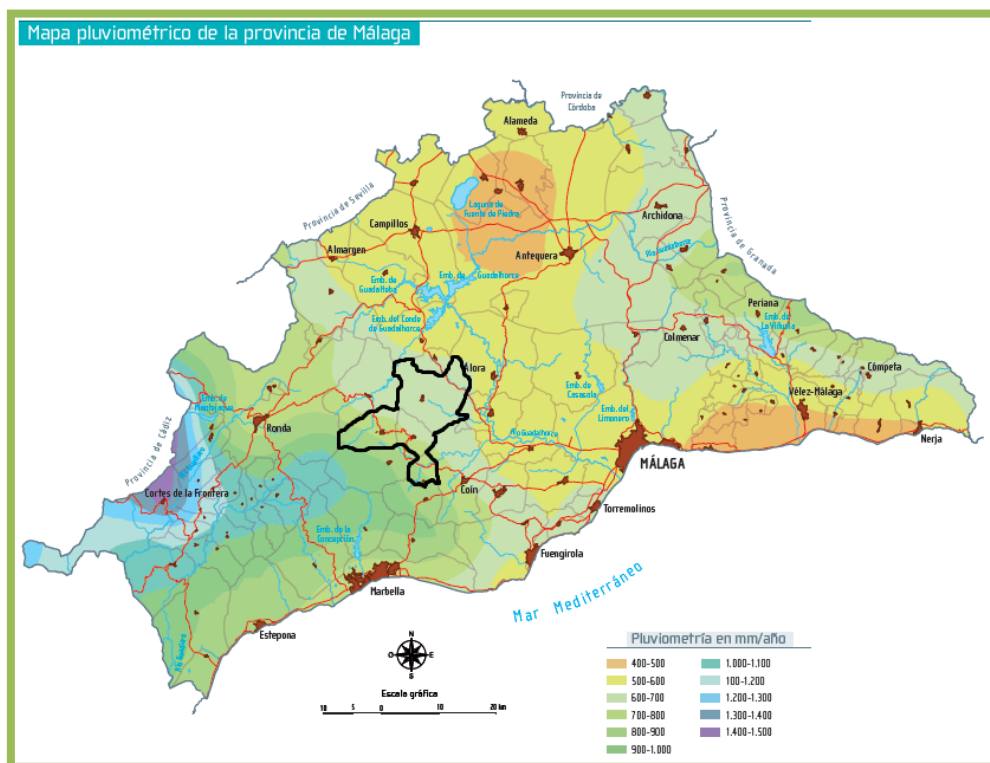 Mapa pluviométrico de la provincia de Málaga
Provincia de
Córdoba
Alameda
Provincia de Sevilla
Laguna de
Fuente de Piedra
Archidona
Provincia de Granada
Campillos
Río Guadalhorce
Almargen
Antequera
Emb. de
Guadalteba
Emb. de Guadalhorce
Emb. del Conde
de Guadalhorce
Periana
Emb. de
La Viñuela
Colmenar
Álora
Cómpeta
Emb. de
Casasola
Vélez-Málaga
Emb. de
Montejaque
Emb. del
Limonero
Provincia de Cádiz
Ronda
Río Guadalhorce
Nerja
MÁLAGA
Cortes de la Frontera
Coín
Torremolinos
Emb. de la
Concepción
Fuengirola
Marbella
Mar Mediterráneo
Estepona
N
O
E
S
Escala gráfica
10 5 0 10 20 km
Pluviometría en mm/año
400-500
500-600
600-700
700-800
800-900
900-1.000
1.000-1.100
100-1.200
1.200-1.300
1.300-1.400
1.400-1.500